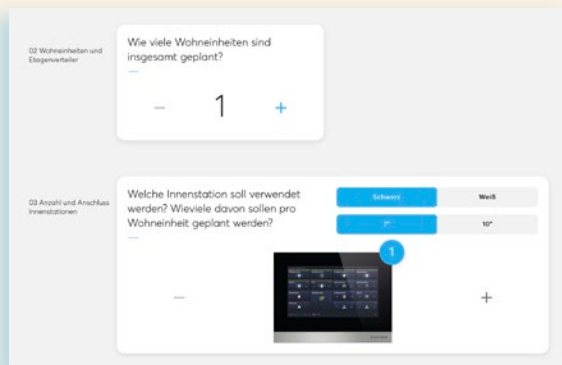 02 Wohneinheiten und
Etagenverteiler
Wie viele Wohneinheiten sind
insgesamt geplant?
— 1 +
03 Anzahl und Anschluss
Innenstationen
Welche Innenstation soll verwendet
werden? Wieviele davon sollen pro
Wohneinheit geplant werden?
Schwarz Weiß
7" 10"
1
— +